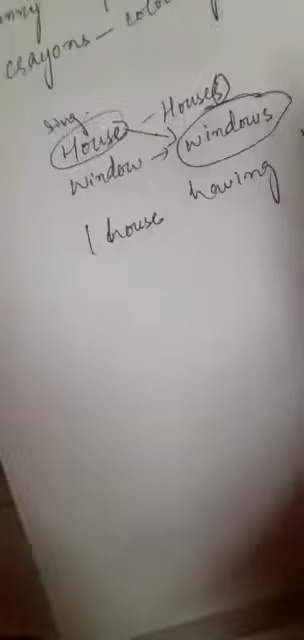 crayons - colo
sing.
House - Houses
Window → windows
1 house having